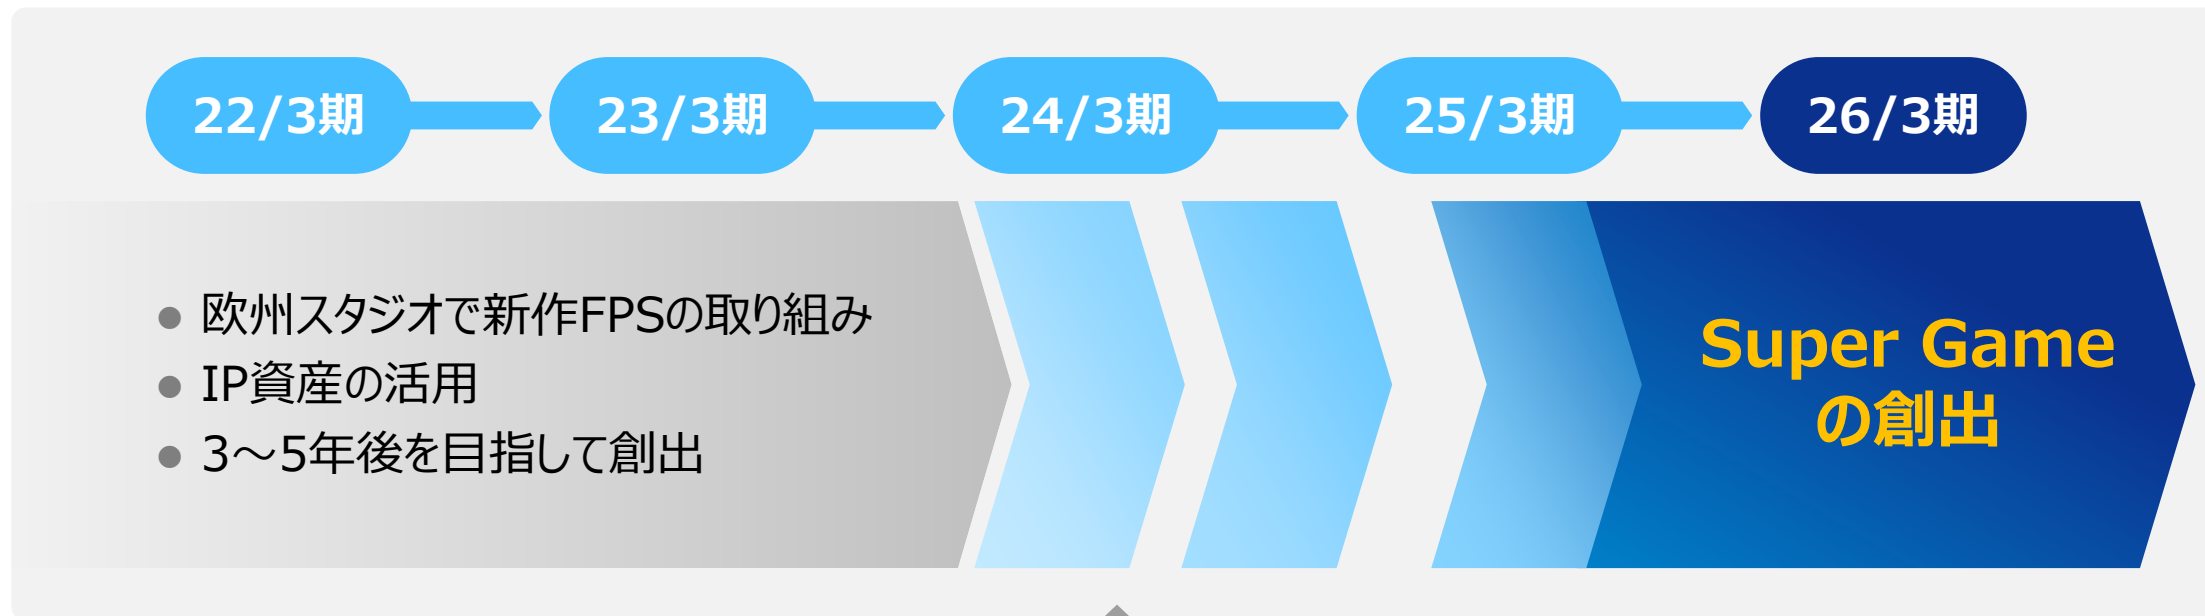 22/3期
23/3期
24/3期
25/3期
26/3期
● 欧州スタジオで新作FPSの取り組み
● IP資産の活用
● 3～5年後を目指して創出
Super Game
の創出